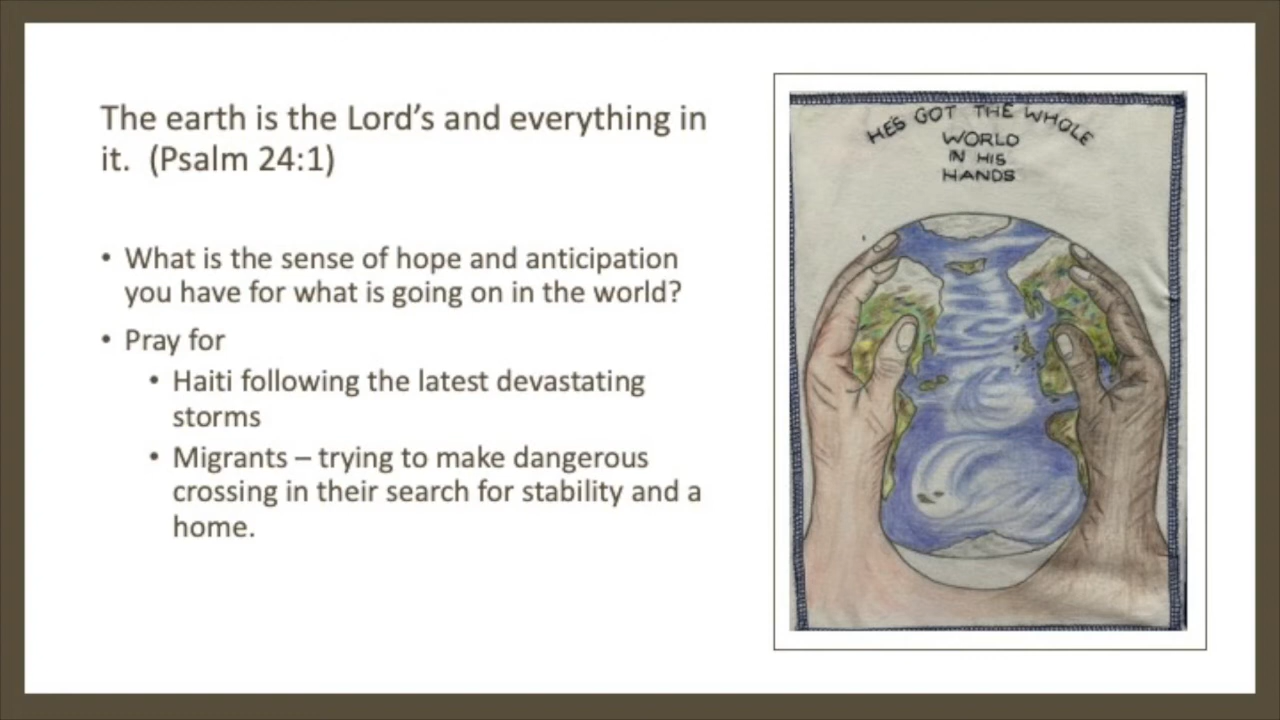 The earth is the Lord’s and everything in
it.  (Psalm 24:1)
• What is the sense of hope and anticipation
you have for what is going on in the world?
• Pray for
• Haiti following the latest devastating
storms
• Migrants – trying to make dangerous
crossing in their search for stability and a
home.
HE'S GOT THE WHOLE
WORLD
IN HIS
HANDS